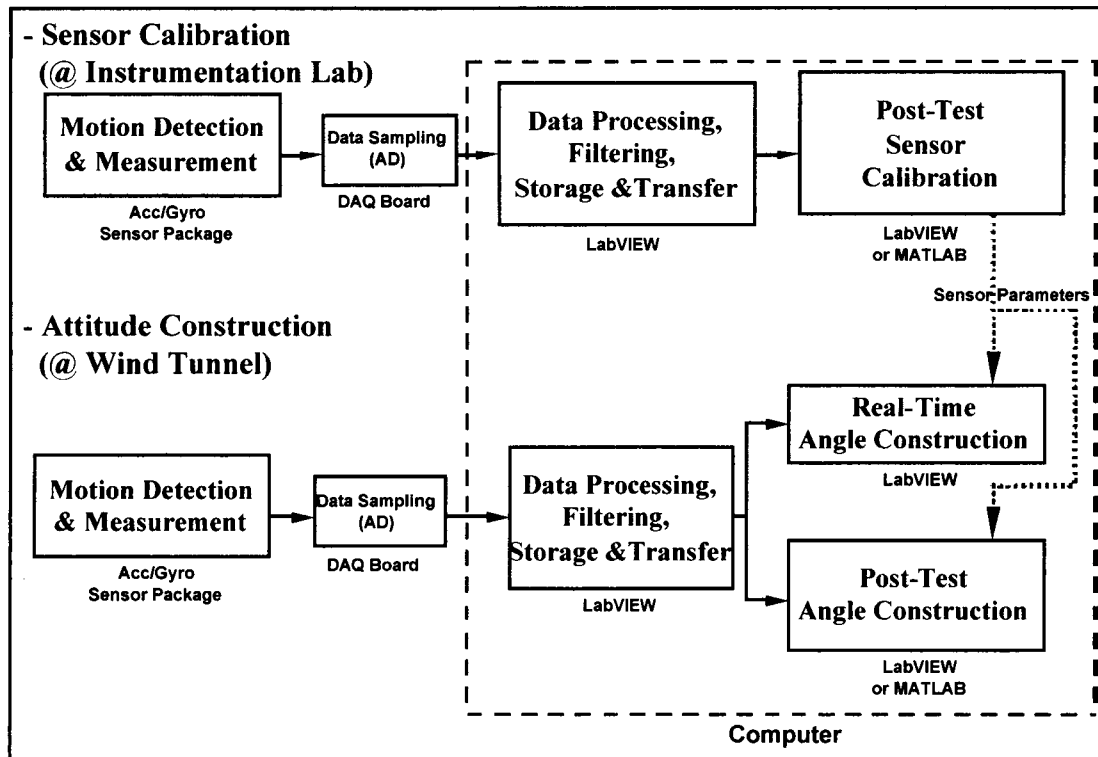 - Sensor Calibration
(@ Instrumentation Lab)
Motion Detection
& Measurement
Acc/Gyro
Sensor Package
Data Sampling
(AD)
DAQ Board
Data Processing,
Filtering,
Storage &Transfer
LabVIEW
Post-Test
Sensor
Calibration
LabVIEW
or MATLAB
Sensor Parameters
- Attitude Construction
(@ Wind Tunnel)
Motion Detection
& Measurement
Acc/Gyro
Sensor Package
Data Sampling
(AD)
DAQ Board
Data Processing,
Filtering,
Storage &Transfer
LabVIEW
Real-Time
Angle Construction
LabVIEW
Post-Test
Angle Construction
LabVIEW
or MATLAB
Computer